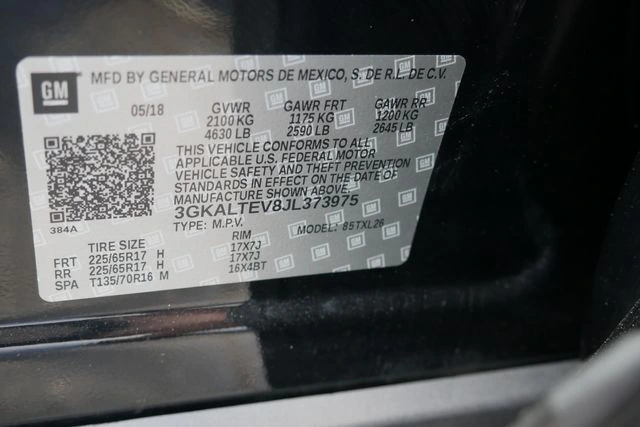 GM
MFD BY GENERAL MOTORS DE MEXICO, S. DE R.L. DE C.V.
05/18 GVWR GAWR FRT GAWR RR
2100 KG 1175 KG 1200 KG
4630 LB 2590 LB 2645 LB
THIS VEHICLE CONFORMS TO ALL
APPLICABLE U.S. FEDERAL MOTOR
VEHICLE SAFETY AND THEFT PREVENTION
STANDARDS IN EFFECT ON THE DATE OF
MANUFACTURE SHOWN ABOVE.
3GKALTEV8JL373975
384A
TYPE: M.P.V. MODEL: 85TXL26
TIRE SIZE RIM
FRT 225/65R17 H 17X7J
RR 225/65R17 H 17X7J
SPA T135/70R16 M 16X4BT